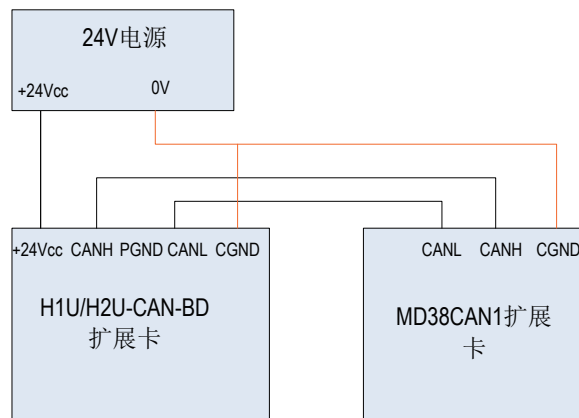 24V电源
+24Vcc 0V
+24Vcc CANH PGND CANL CGND
H1U/H2U-CAN-BD
扩展卡
CANL CANH CGND
MD38CAN1扩展
卡